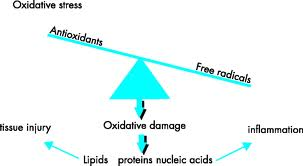 Oxidative stress
Antioxidants
Free radicals
Oxidative damage
tissue injury
inflammation
Lipids proteins nucleic acids